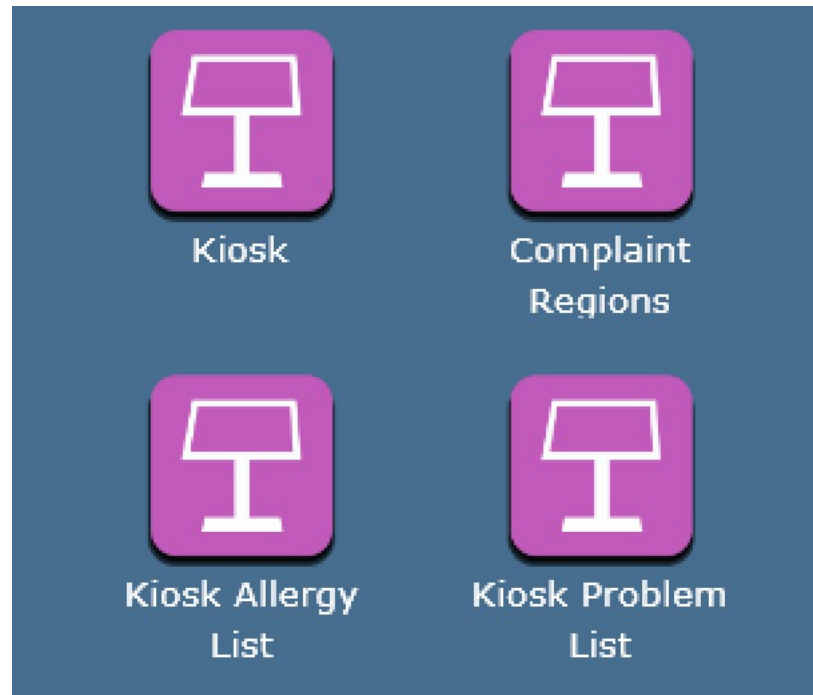 Kiosk
Complaint
Regions
Kiosk Allergy
List
Kiosk Problem
List